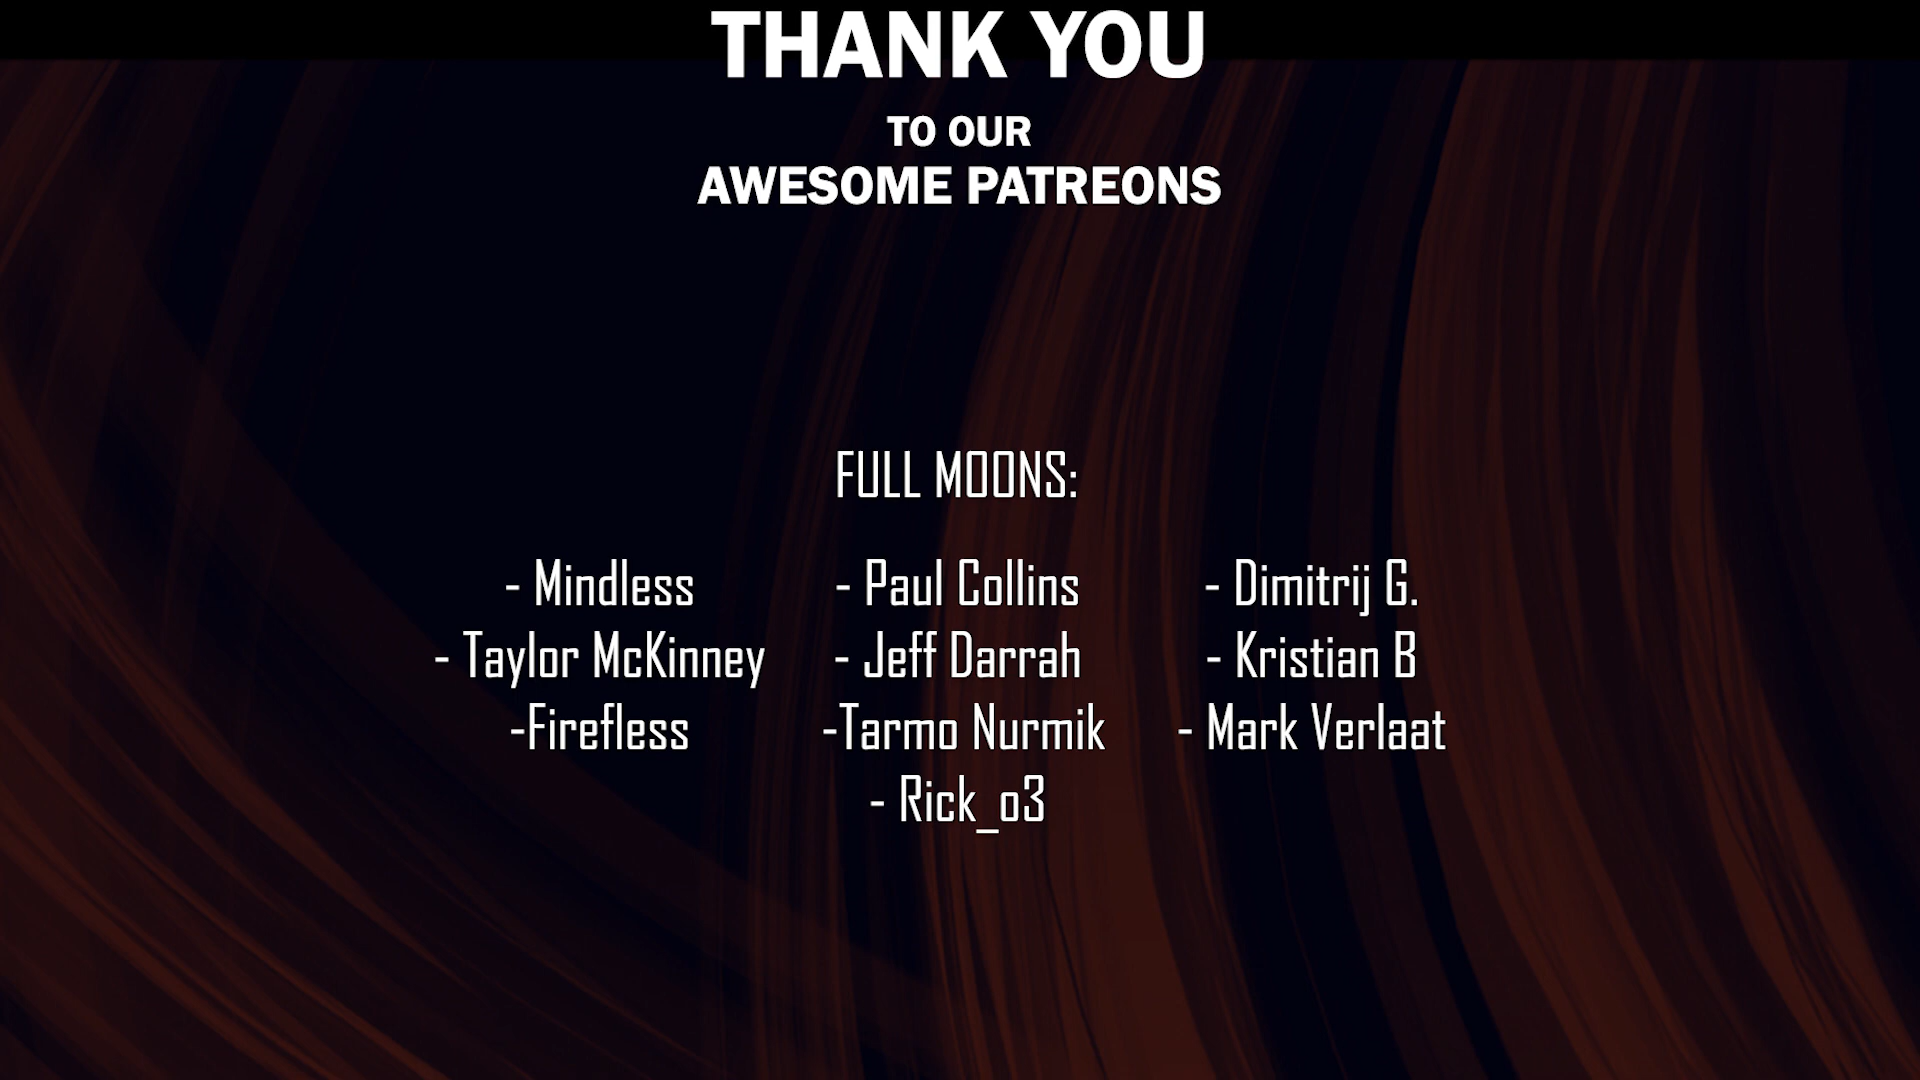 THANK YOU
TO OUR
AWESOME PATREONS
FULL MOONS:
- Mindless
- Taylor McKinney
-Firefless
- Paul Collins
- Jeff Darrah
-Tarmo Nurmik
- Rick_o3
- Dimitrij G.
- Kristian B
- Mark Verlaat